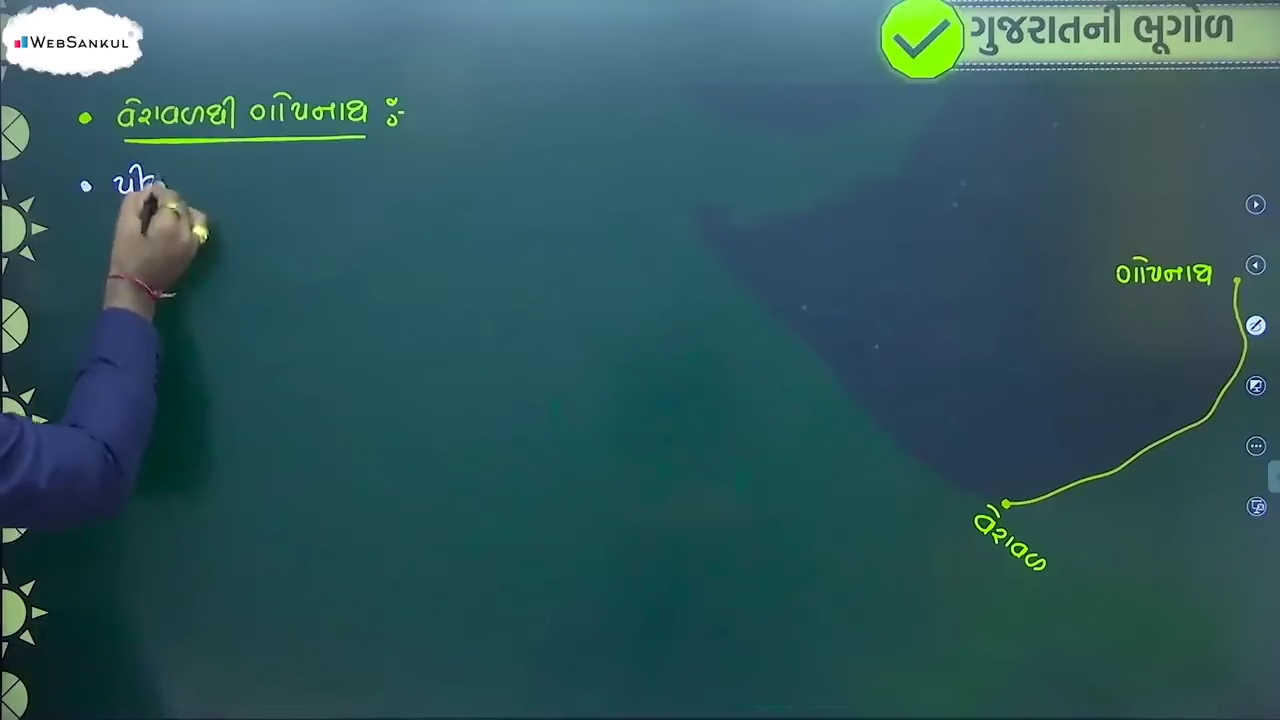 WEBSANKUL
ગુજરાતની ભૂગોળ
• વેરાવળથી ગોપનાથ :-
ગોપનાથ
વેરાવળ